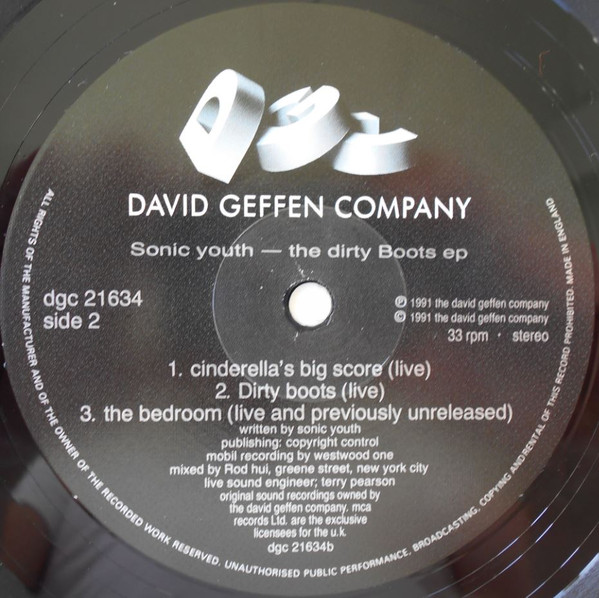 dgc
DAVID GEFFEN COMPANY
Sonic youth — the dirty Boots ep
dgc 21634
side 2
℗ 1991 the david geffen company
© 1991 the david geffen company
33 rpm · stereo
1. cinderella's big score (live)
2. Dirty boots (live)
3. the bedroom (live and previously unreleased)
written by sonic youth
publishing: copyright control
mobil recording by westwood one
mixed by Rod hui, greene street, new york city
live sound engineer; terry pearson
original sound recordings owned by
the david geffen company. mca
records Ltd. are the exclusive
licensees for the u.k.
dgc 21634b
ALL RIGHTS OF THE MANUFACTURER AND OF THE OWNER OF THE RECORDED WORK RESERVED. UNAUTHORISED PUBLIC PERFORMANCE, BROADCASTING, COPYING AND RENTAL OF THIS RECORD PROHIBITED. MADE IN ENGLAND